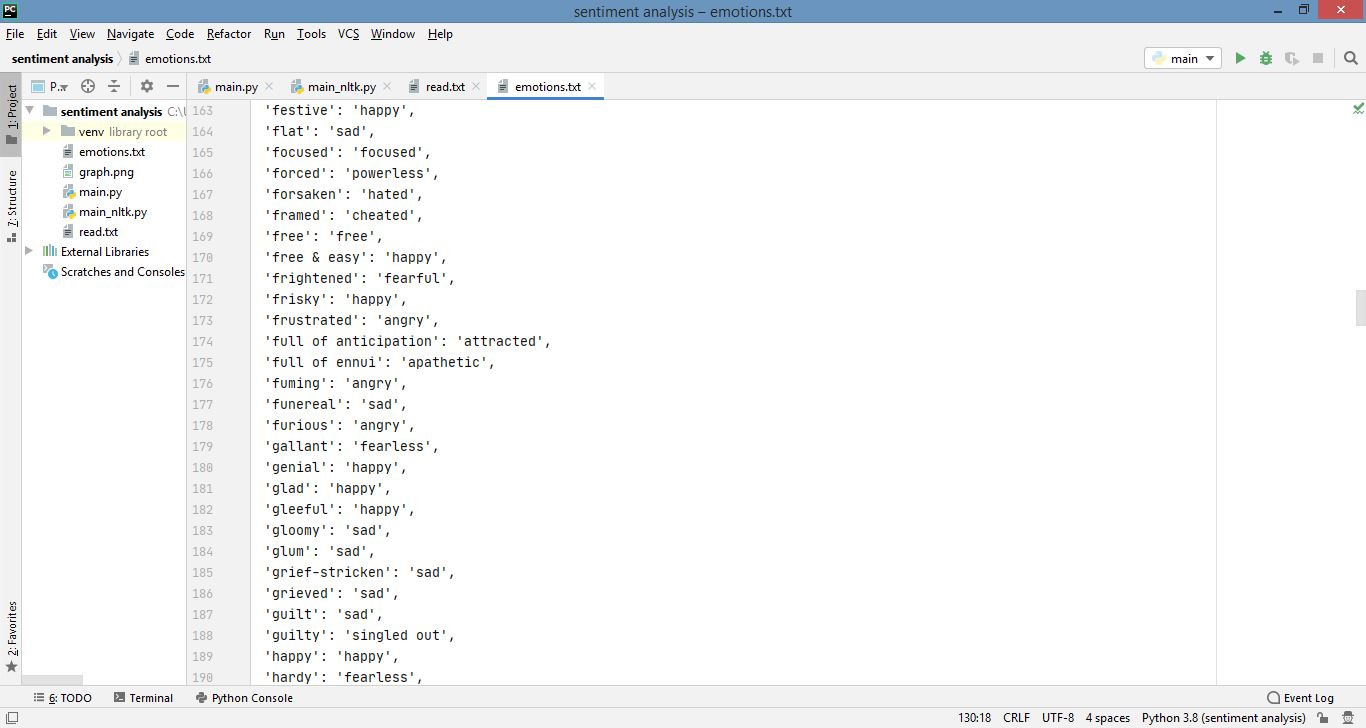 PC
sentiment analysis – emotions.txt
File Edit View Navigate Code Refactor Run Tools VCS Window Help
sentiment analysis emotions.txt
main
P..
main.py
main_nltk.py
read.txt
emotions.txt
1: Project
7: Structure
2: Favorites
sentiment analysis C:\
venv library root
emotions.txt
graph.png
main.py
main_nltk.py
read.txt
External Libraries
Scratches and Consoles
163 'festive': 'happy',
164 'flat': 'sad',
165 'focused': 'focused',
166 'forced': 'powerless',
167 'forsaken': 'hated',
168 'framed': 'cheated',
169 'free': 'free',
170 'free & easy': 'happy',
171 'frightened': 'fearful',
172 'frisky': 'happy',
173 'frustrated': 'angry',
174 'full of anticipation': 'attracted',
175 'full of ennui': 'apathetic',
176 'fuming': 'angry',
177 'funereal': 'sad',
178 'furious': 'angry',
179 'gallant': 'fearless',
180 'genial': 'happy',
181 'glad': 'happy',
182 'gleeful': 'happy',
183 'gloomy': 'sad',
184 'glum': 'sad',
185 'grief-stricken': 'sad',
186 'grieved': 'sad',
187 'guilt': 'sad',
188 'guilty': 'singled out',
189 'happy': 'happy',
190 'hardy': 'fearless',
6: TODO Terminal Python Console Event Log
130:18 CRLF UTF-8 4 spaces Python 3.8 (sentiment analysis)